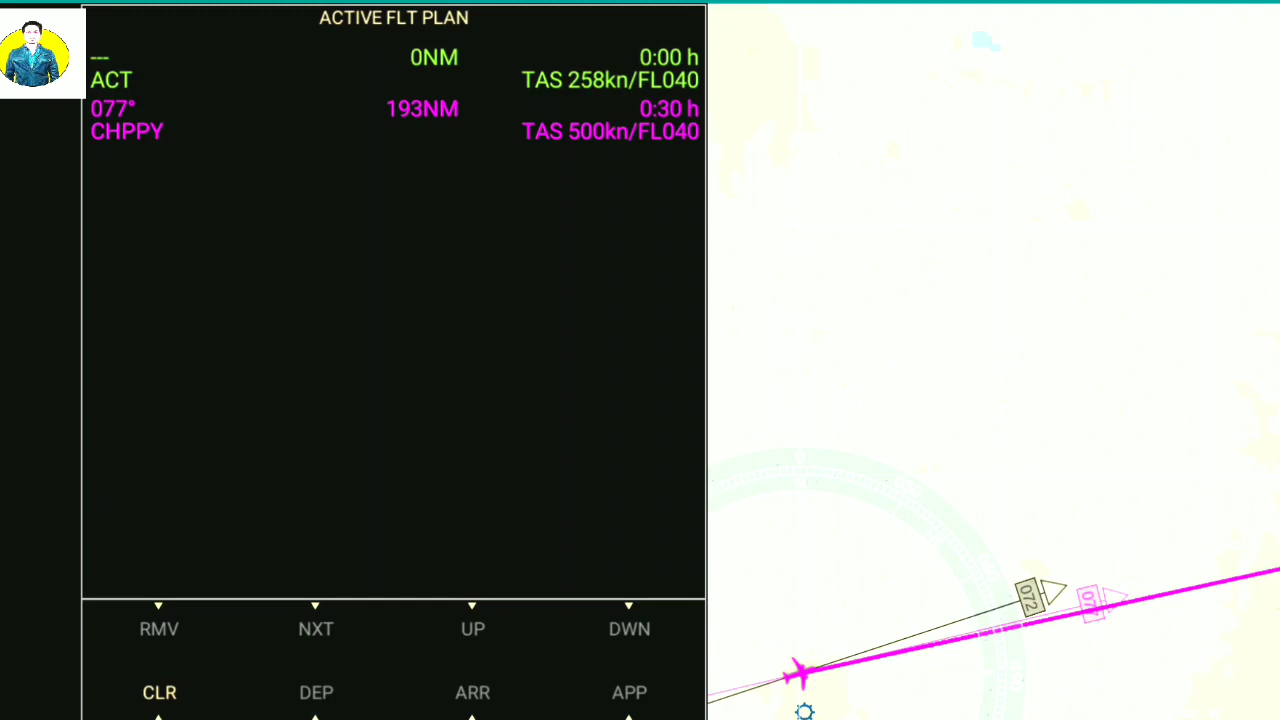 ACTIVE FLT PLAN
--- 0NM 0:00 h
ACT TAS 258kn/FL040
077° 193NM 0:30 h
CHPPY TAS 500kn/FL040
072
RMV NXT UP DWN
CLR DEP ARR APP